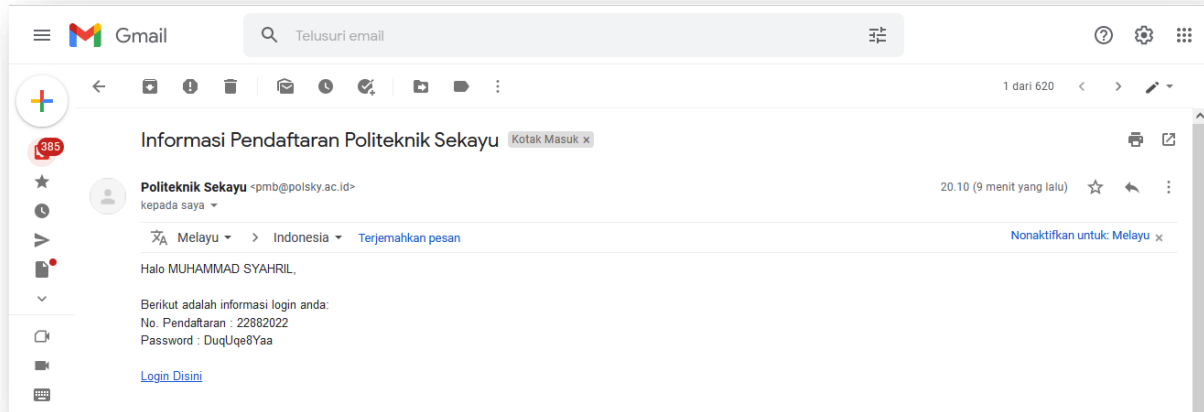 Gmail
Telusuri email
1 dari 620
385
Informasi Pendaftaran Politeknik Sekayu Kotak Masuk x
Politeknik Sekayu <pmb@polsky.ac.id> 20.10 (9 menit yang lalu)
kepada saya
Melayu > Indonesia Terjemahkan pesan Nonaktifkan untuk: Melayu x
Halo MUHAMMAD SYAHRIL,
Berikut adalah informasi login anda:
No. Pendaftaran : 22882022
Password : DuqUqe8Yaa
Login Disini